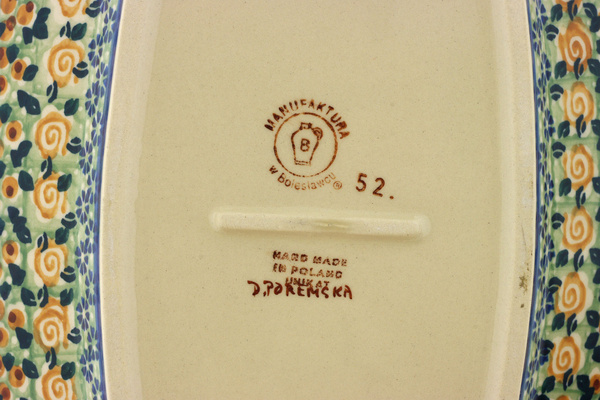 MANUFAKTURA
B
w Bolesławcu ®
52.
HAND MADE
IN POLAND
UNIKAT
D.POREMSKA